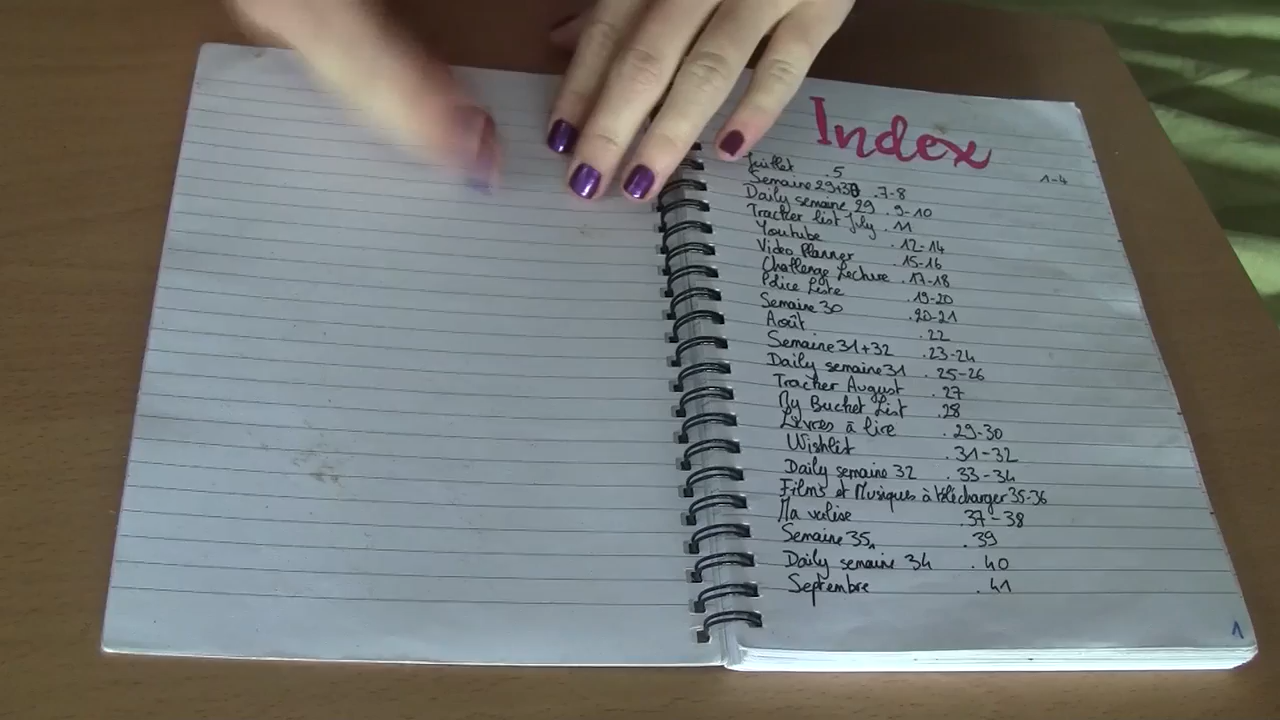 Index
1-4
Juillet .5
Semaine 29+30 .7-8
Daily semaine 29 .9-10
Tracker list July .11
Youtube .12-14
Video Planner .15-16
Challenge Lecture .17-18
Police Liste .19-20
Semaine 30 .20-21
Août .22
Semaine 31+32 .23-24
Daily semaine 31 .25-26
Tracker August .27
My Bucket List .28
Livres à lire .29-30
Wishlist .31-32
Daily semaine 32 .33-34
Films et Musiques à télécharger 35-36
Ma valise .37-38
Semaine 35 .39
Daily semaine 34 .40
Septembre .41
1